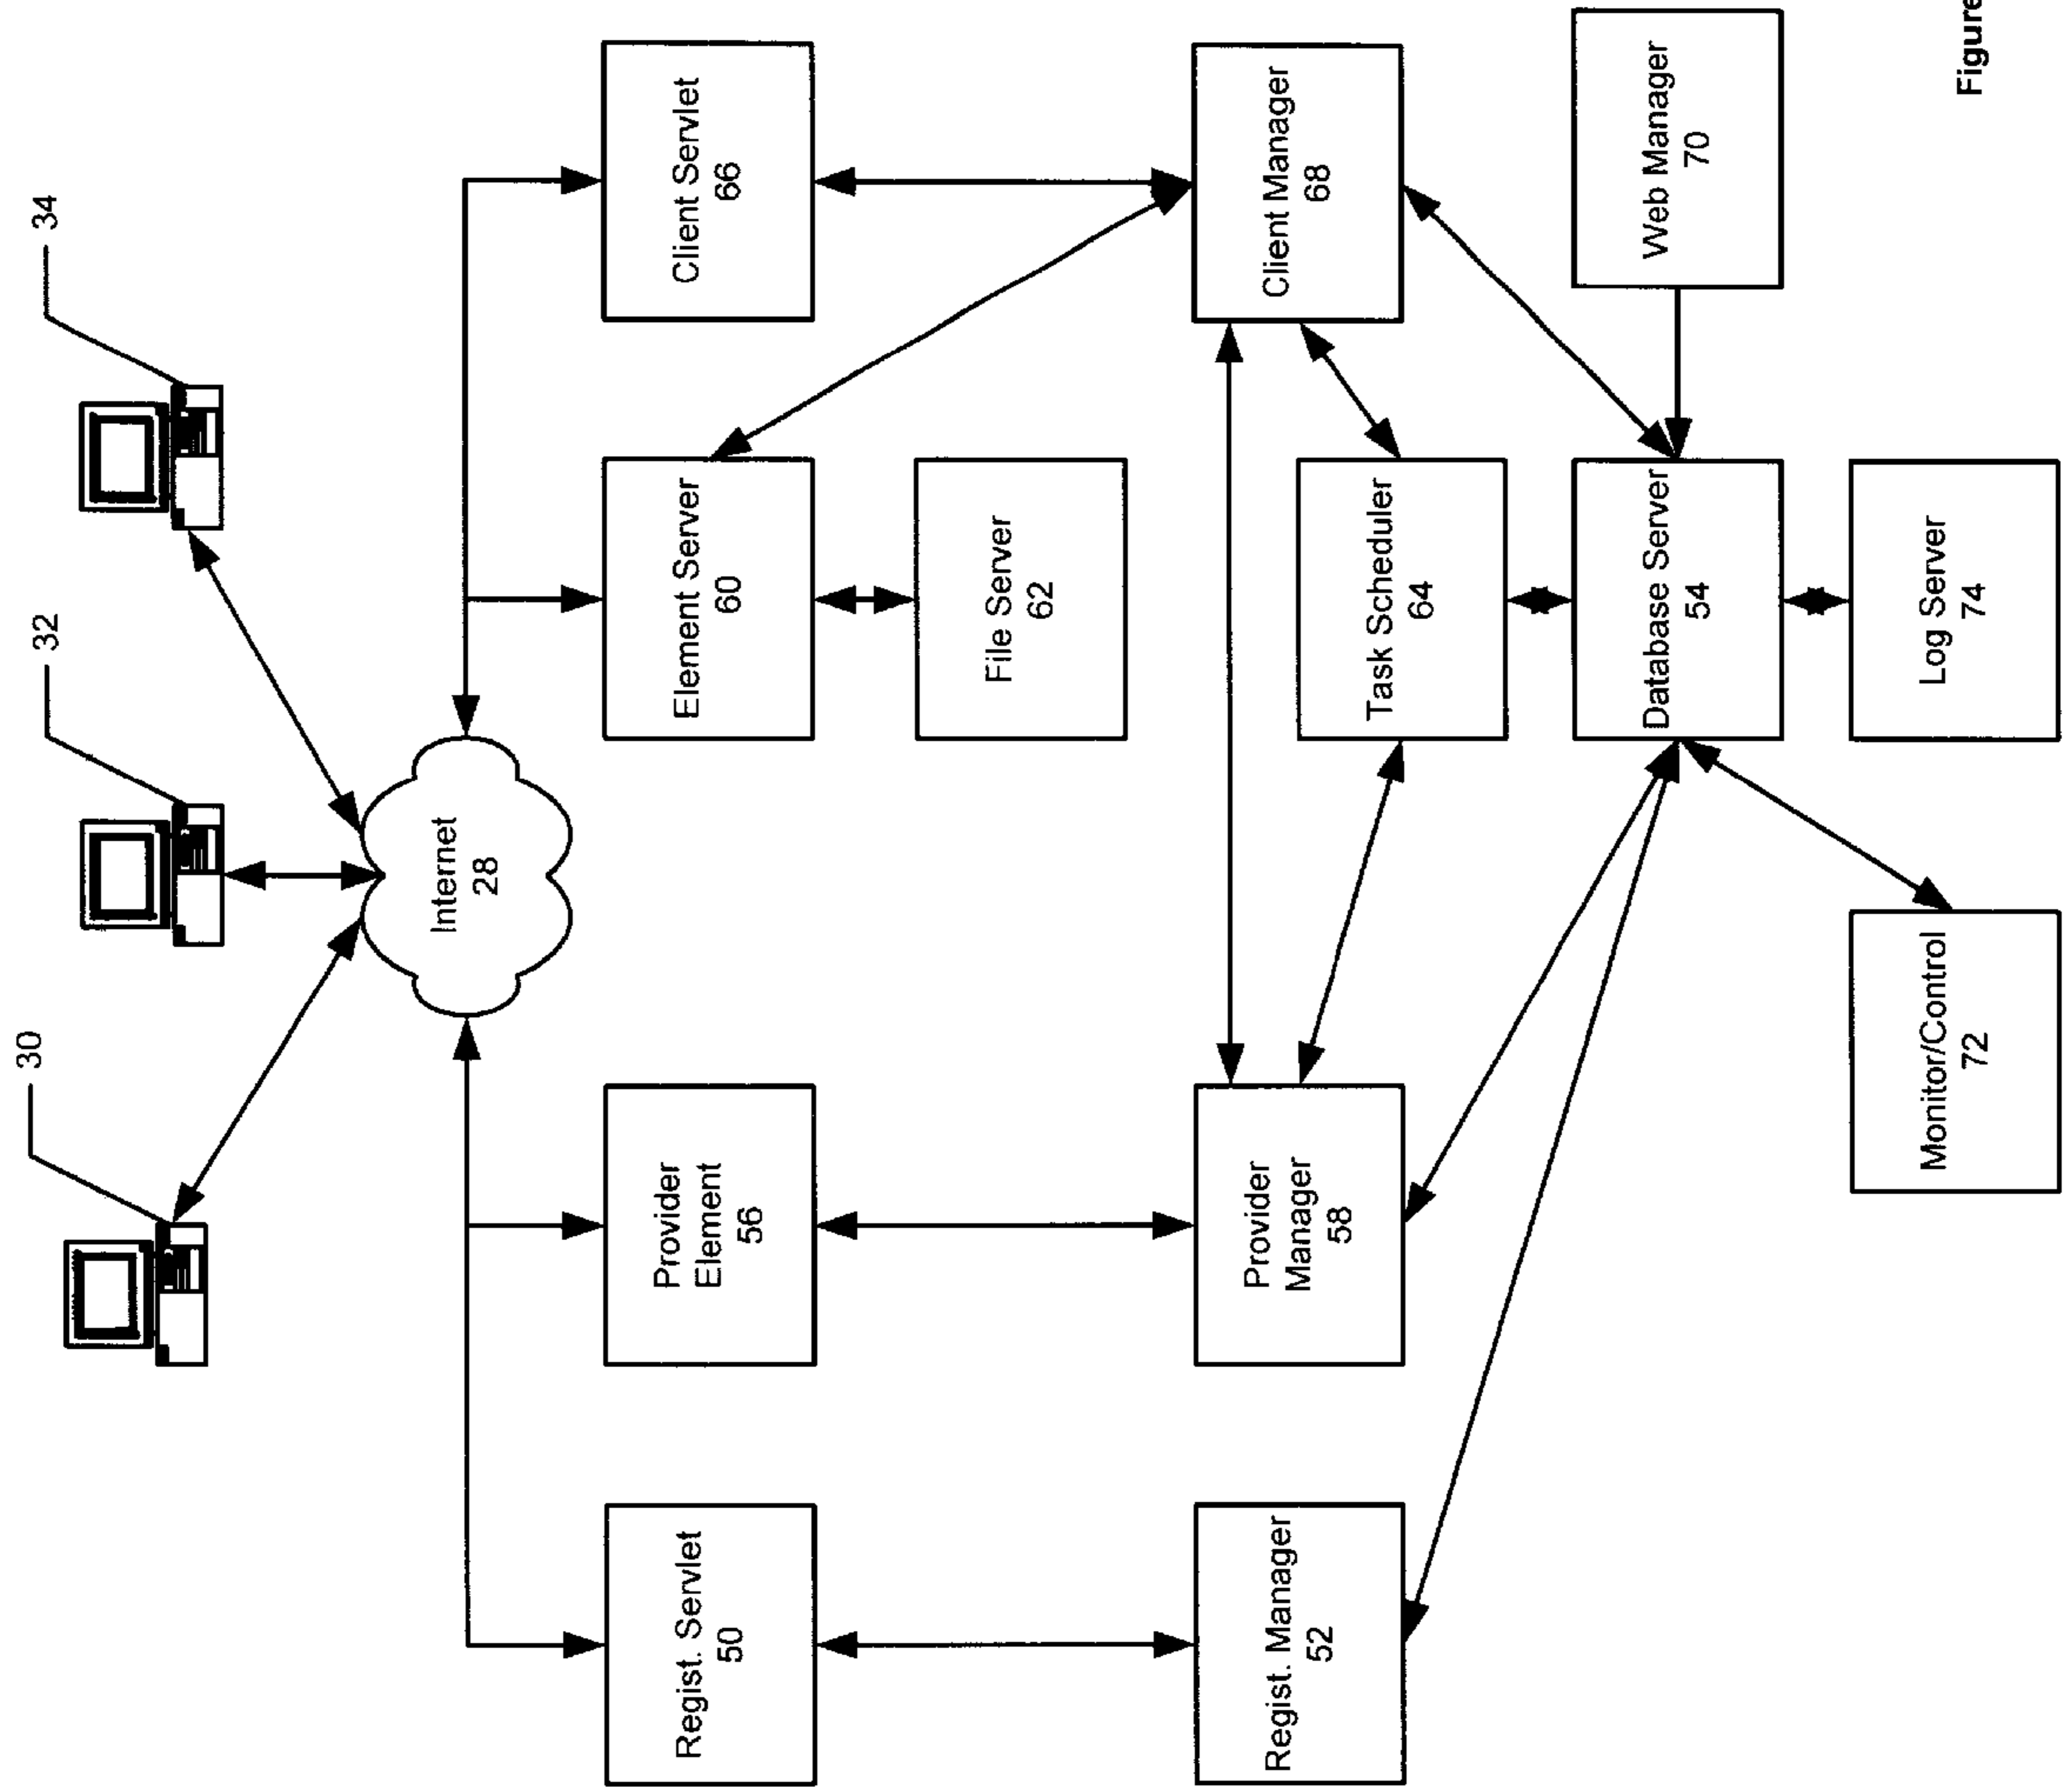 30
32
34
Internet
28
Regist. Servlet
50
Provider
Element
56
Element Server
60
Client Servlet
66
File Server
62
Regist. Manager
52
Provider
Manager
58
Client Manager
68
Task Scheduler
64
Database Server
54
Web Manager
70
Monitor/Control
72
Log Server
74
Figure